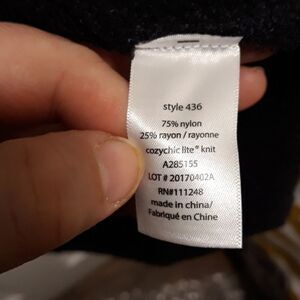 style 436
75% nylon
25% rayon / rayonne
cozychic lite® knit
A285155
LOT # 20170402A
RN#111248
made in china/
Fabriqué en Chine